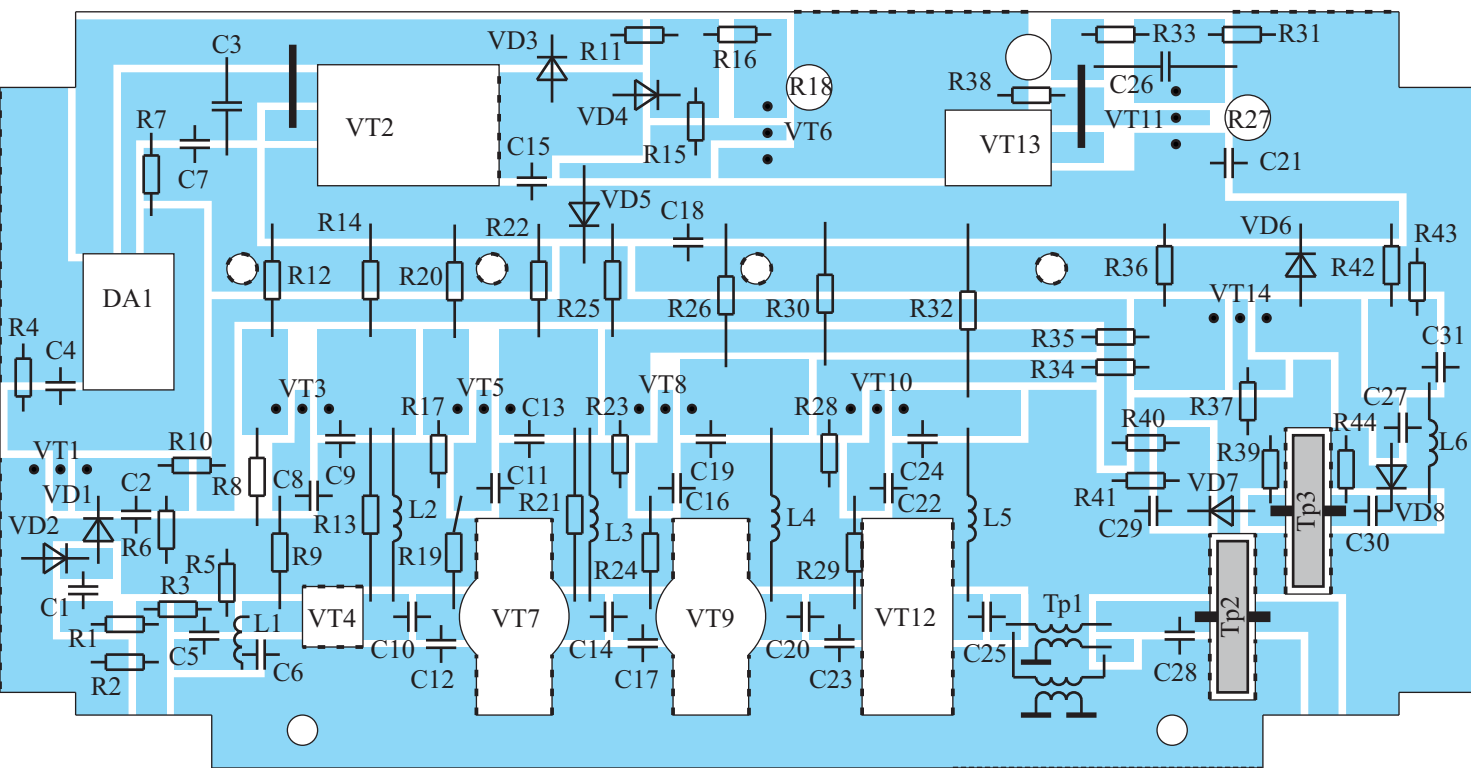 C3
VD3
R11
R16
R33
R31
C26
R18
R38
VD4
R7
VT2
VT6
VT11
R27
R15
VT13
C15
C7
C21
VD5
R14
R22
C18
VD6
R43
R12
R20
R36
R42
DA1
R25
R26
R30
R32
VT14
R4
C4
R35
C31
R34
VT3
VT5
VT8
VT10
R17
C13
R23
R28
R37
C27
R40
R44
R10
VT1
R39
L6
C8
C9
C11
C19
C24
R8
VD1
C2
R41
VD7
R13
L2
R21
C16
C22
L4
L5
C29
Tp3
VD8
VD2
R6
R9
R19
L3
C30
R5
R24
R29
C1
R3
Tp1
L1
VT4
VT7
VT9
VT12
Tp2
R1
C5
C10
C14
C20
C25
C6
C12
C17
C23
C28
R2